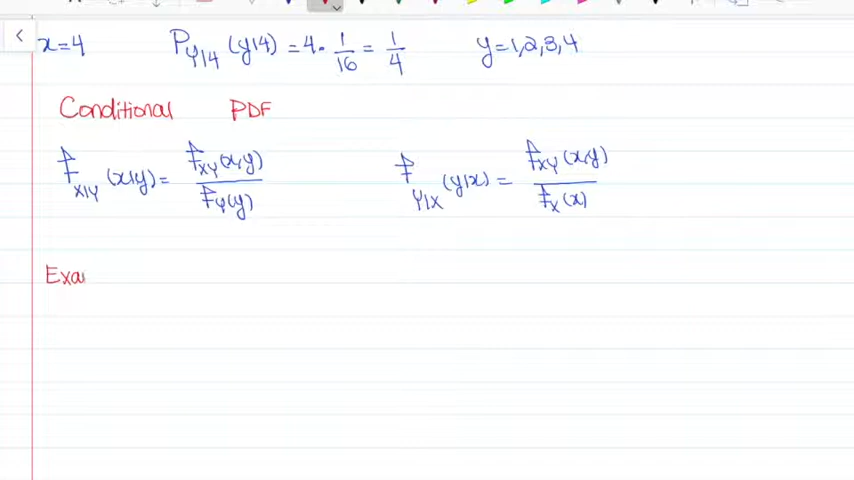 x=4 P_{Y|4} (y|4) = 4 · 1/16 = 1/4 y=1,2,3,4
Conditional PDF
f_{X|Y} (x|y) = f_{XY}(x,y) / f_Y(y) f_{Y|X} (y|x) = f_{XY}(x,y) / f_X(x)
Exa